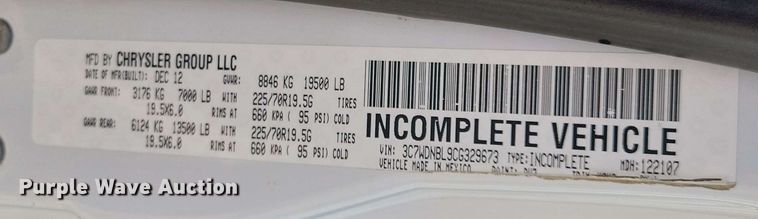 MFD BY CHRYSLER GROUP LLC
DATE OF MFR(BUILT): DEC 12 GVWR: 8846 KG 19500 LB
GAWR FRONT: 3176 KG 7000 LB WITH 225/70R19.5G TIRES
19.5X6.0 RIMS AT 660 KPA ( 95 PSI) COLD
GAWR REAR: 6124 KG 13500 LB WITH 225/70R19.5G TIRES
19.5X6.0 RIMS AT 660 KPA ( 95 PSI) COLD
INCOMPLETE VEHICLE
VIN: 3C7WDNBL9CG329673 TYPE: INCOMPLETE MDH: 122107
VEHICLE MADE IN MEXICO PAINT: PW7
Purple Wave Auction